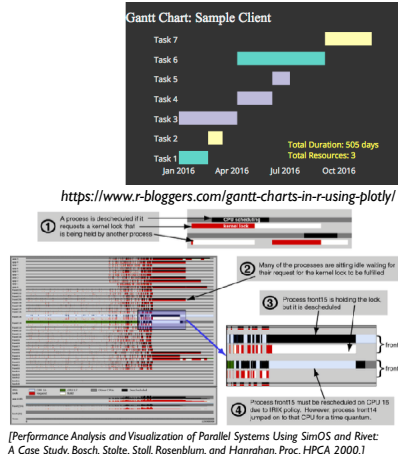 Gantt Chart: Sample Client
Task 7
Task 6
Task 5
Task 4
Task 3
Task 2
Task 1
Total Duration: 505 days
Total Resources: 3
Jan 2016
Apr 2016
Jul 2016
Oct 2016
https://www.r-bloggers.com/gantt-charts-in-r-using-plotly/
1
A process is descheduled if it
requests a kernel lock that
is being held by another process
CPU scheduling
kernel lock
2
Many of the processes are sitting idle waiting for
their request for the kernel lock to be fulfilled
3
Process front15 is holding the lock
but it is descheduled
front
front
4
Process front15 must be rescheduled on CPU 15
due to IRIX policy. However, process front14
jumped on to that CPU for a time quantum.
[Performance Analysis and Visualization of Parallel Systems Using SimOS and Rivet:
A Case Study. Bosch, Stolte, Stoll, Rosenblum, and Hanrahan. Proc. HPCA 2000.]